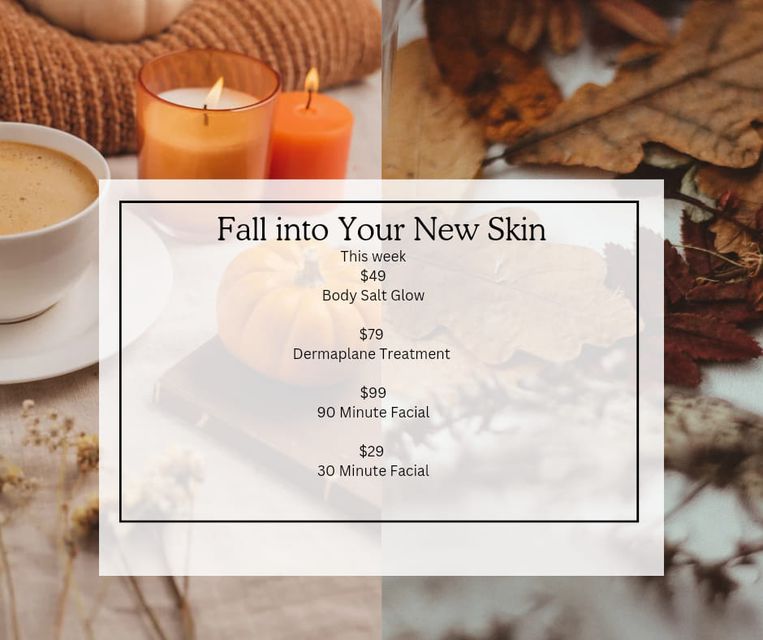 Fall into Your New Skin
This week
$49
Body Salt Glow
$79
Dermaplane Treatment
$99
90 Minute Facial
$29
30 Minute Facial